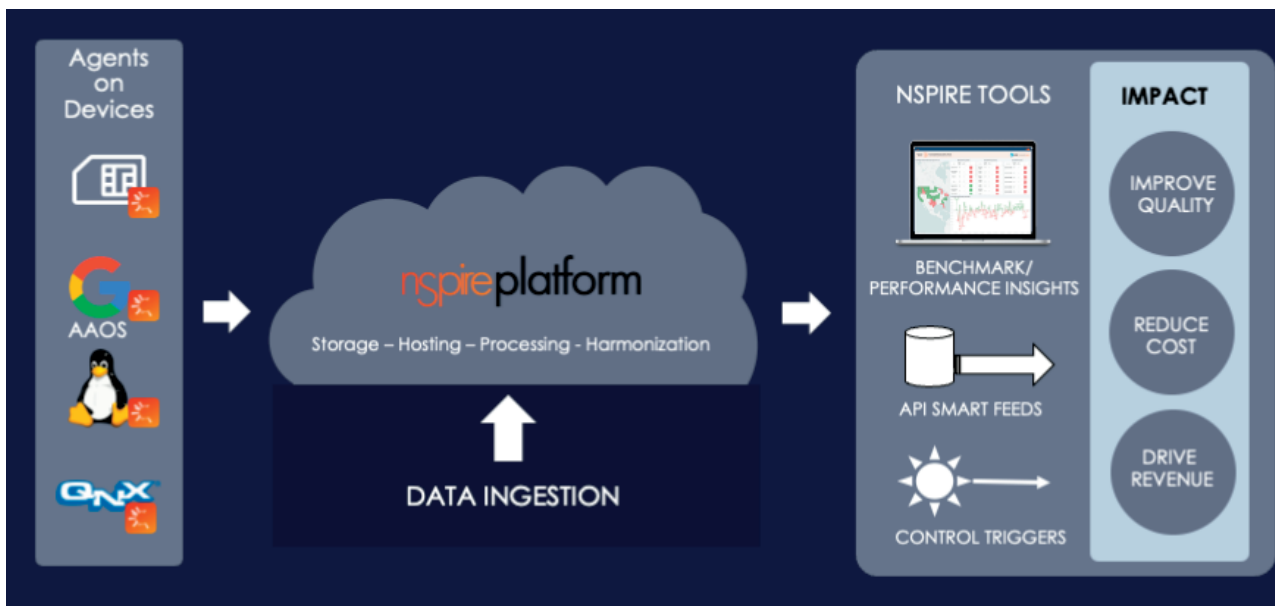 Agents
on
Devices
G
AAOS
QNX
nspireplatform
Storage – Hosting – Processing - Harmonization
DATA INGESTION
NSPIRE TOOLS
BENCHMARK/
PERFORMANCE INSIGHTS
API SMART FEEDS
CONTROL TRIGGERS
IMPACT
IMPROVE
QUALITY
REDUCE
COST
DRIVE
REVENUE